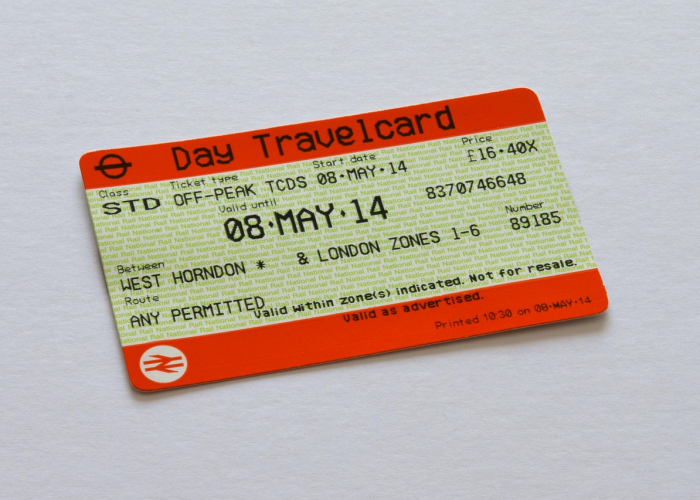 Day Travelcard
Class Ticket type Start date Price
STD OFF-PEAK TCDS 08·MAY·14 £16·40X
Valid until
08·MAY·14 8370746648
Between Number
WEST HORNDON * & LONDON ZONES 1-6 89185
Route
ANY PERMITTED
Valid within zone(s) indicated. Not for resale.
Valid as advertised.
Printed 10:30 on 08·MAY·14